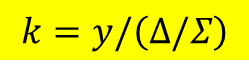 k = y/(Δ/Σ)